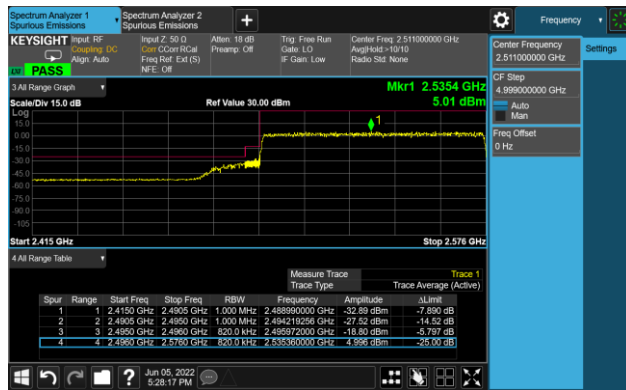 Spectrum Analyzer 1
Spurious Emissions
Spectrum Analyzer 2
Spurious Emissions
Frequency
KEYSIGHT
Input: RF
Coupling: DC
Align: Auto
Input Z: 50 Ω
Corr CCorr RCal
Freq Ref: Ext (S)
NFE: Off
Atten: 18 dB
Preamp: Off
Trig: Free Run
Gate: LO
IF Gain: Low
Center Freq: 2.511000000 GHz
Avg|Hold:>10/10
Radio Std: None
PASS
Center Frequency
2.511000000 GHz
Settings
CF Step
4.999000000 GHz
Auto
Man
Freq Offset
0 Hz
3 All Range Graph
Mkr1 2.5354 GHz
5.01 dBm
Scale/Div 15.0 dB
Ref Value 30.00 dBm
Log
15.0
0.00
-15.0
-30.0
-45.0
-60.0
-75.0
-90.0
-105
1
Start 2.415 GHz
Stop 2.576 GHz
4 All Range Table
Measure Trace Trace 1
Trace Type Trace Average (Active)
Spur Range Start Freq Stop Freq RBW Frequency Amplitude ΔLimit
1 1 2.4150 GHz 2.4905 GHz 1.000 MHz 2.488990000 GHz -32.89 dBm -7.890 dB
2 2 2.4905 GHz 2.4950 GHz 1.000 MHz 2.494219256 GHz -27.52 dBm -14.52 dB
3 3 2.4950 GHz 2.4960 GHz 820.0 kHz 2.495972000 GHz -18.80 dBm -5.797 dB
4 4 2.4960 GHz 2.5760 GHz 820.0 kHz 2.535360000 GHz 4.996 dBm -25.00 dB
Jun 05, 2022
5:28:17 PM